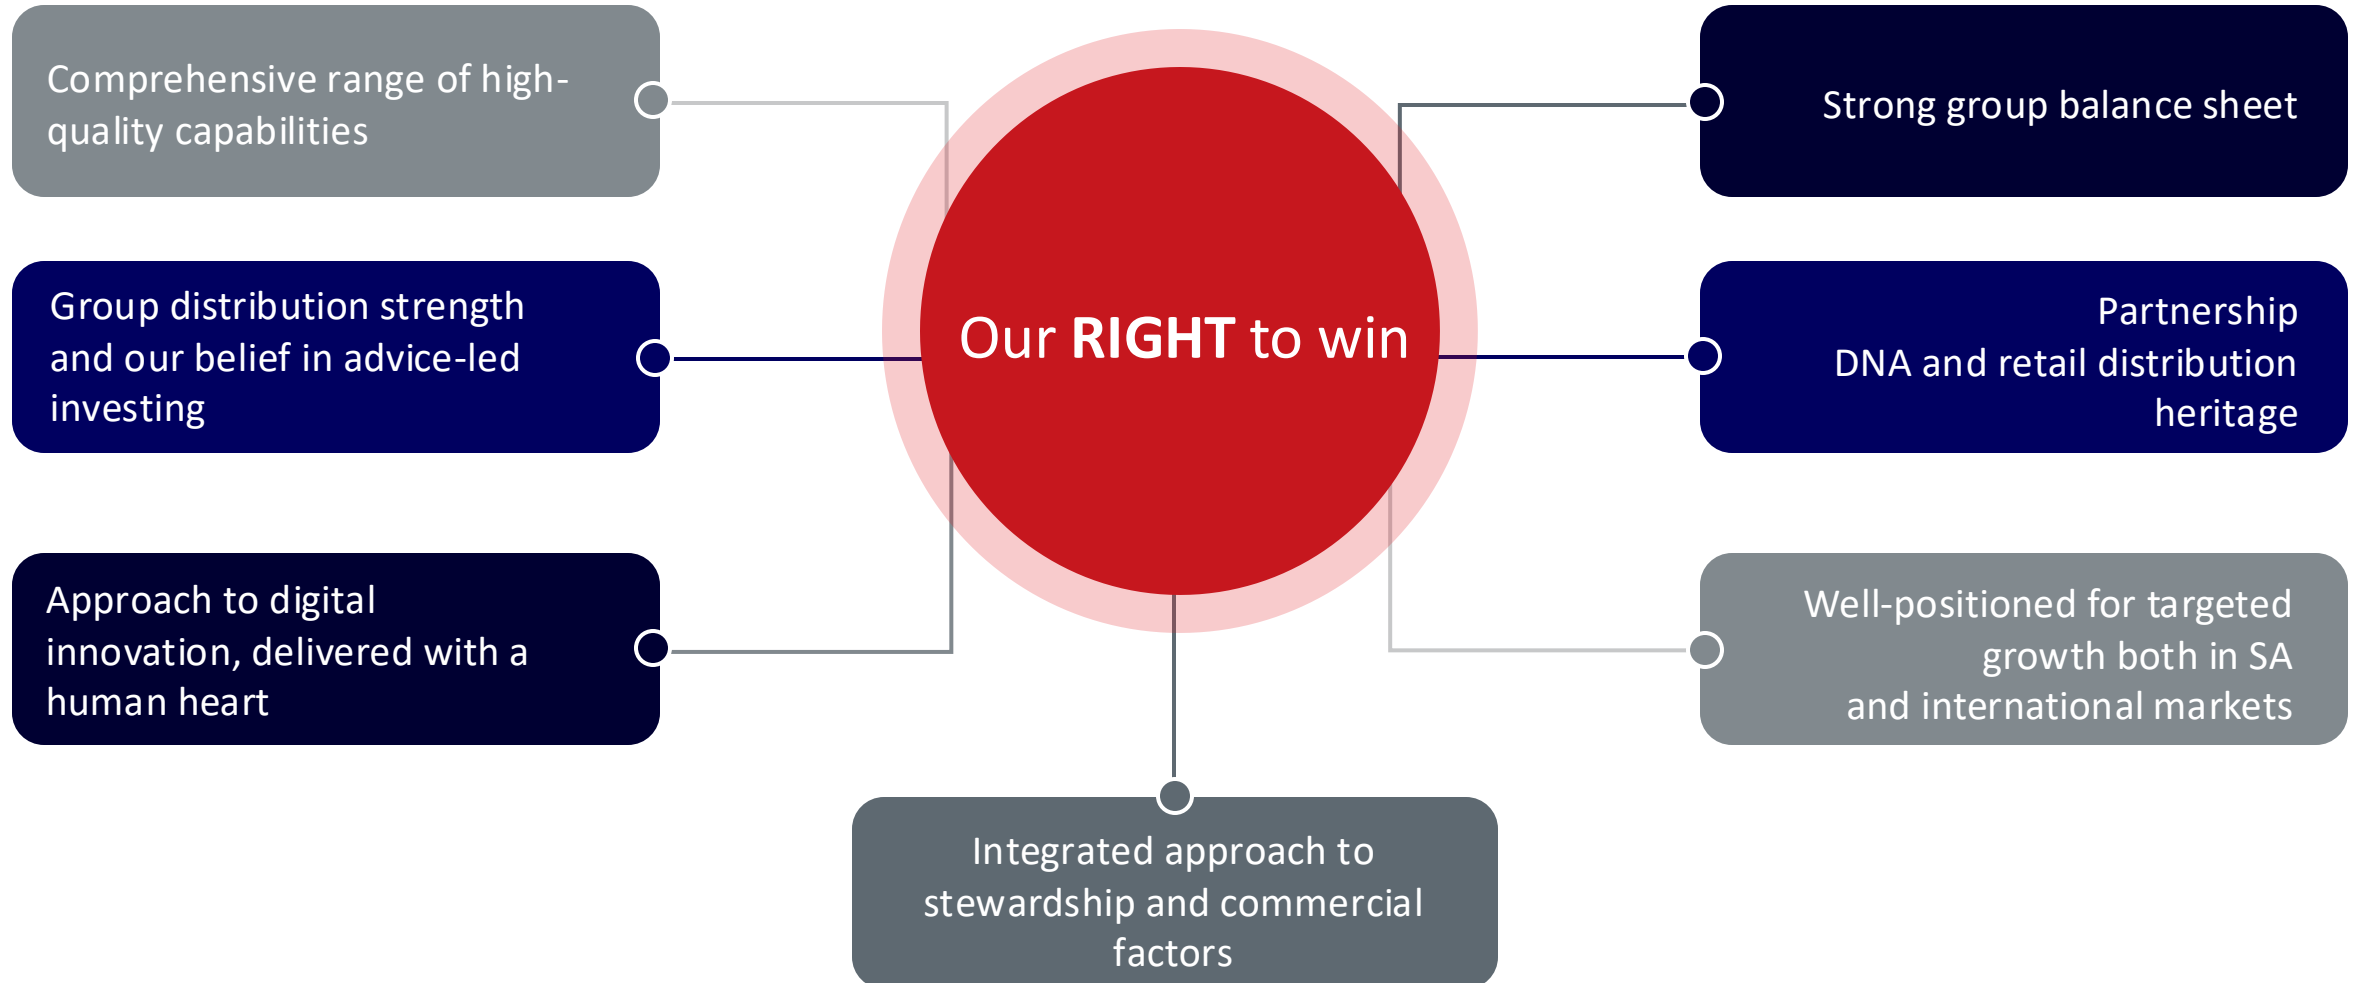 Comprehensive range of high-
quality capabilities
Group distribution strength
and our belief in advice-led
investing
Approach to digital
innovation, delivered with a
human heart
Our RIGHT to win
Strong group balance sheet
Partnership
DNA and retail distribution
heritage
Well-positioned for targeted
growth both in SA
and international markets
Integrated approach to
stewardship and commercial
factors